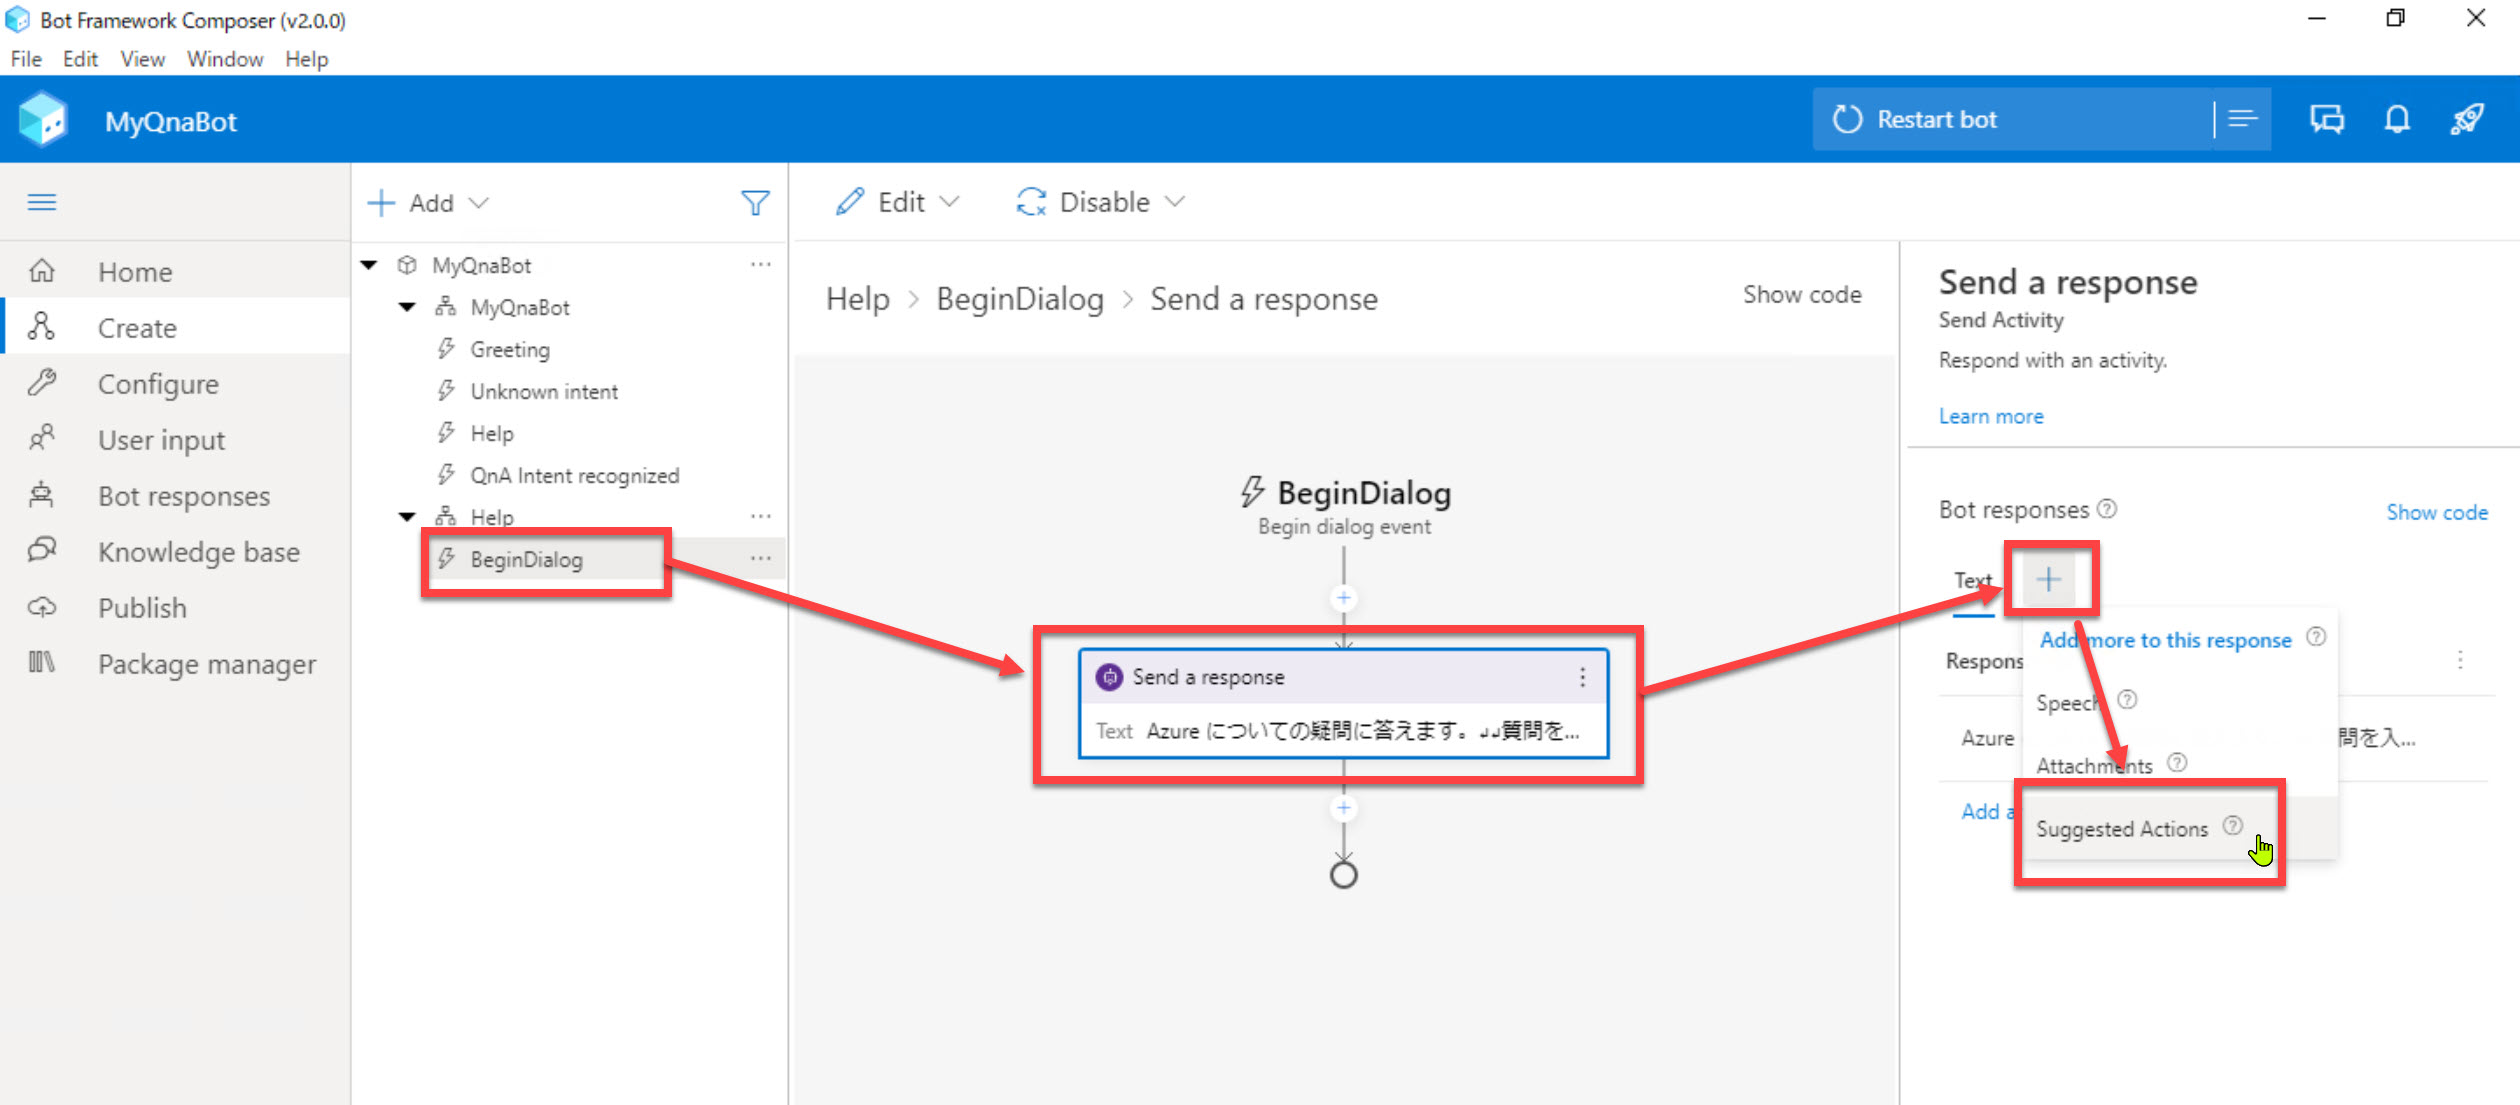 Bot Framework Composer (v2.0.0)
File Edit View Window Help
MyQnaBot
Restart bot
Home
Create
Configure
User input
Bot responses
Knowledge base
Publish
Package manager
Add
MyQnaBot
MyQnaBot
Greeting
Unknown intent
Help
QnA Intent recognized
Help
BeginDialog
Edit Disable
Help > BeginDialog > Send a response
Show code
BeginDialog
Begin dialog event
Send a response
Text Azure についての疑問に答えます。↲↲質問を...
Send a response
Send Activity
Respond with an activity.
Learn more
Bot responses
Show code
Text
Add more to this response
Respons
Speech
Azure 問を入...
Attachments
Add a
Suggested Actions